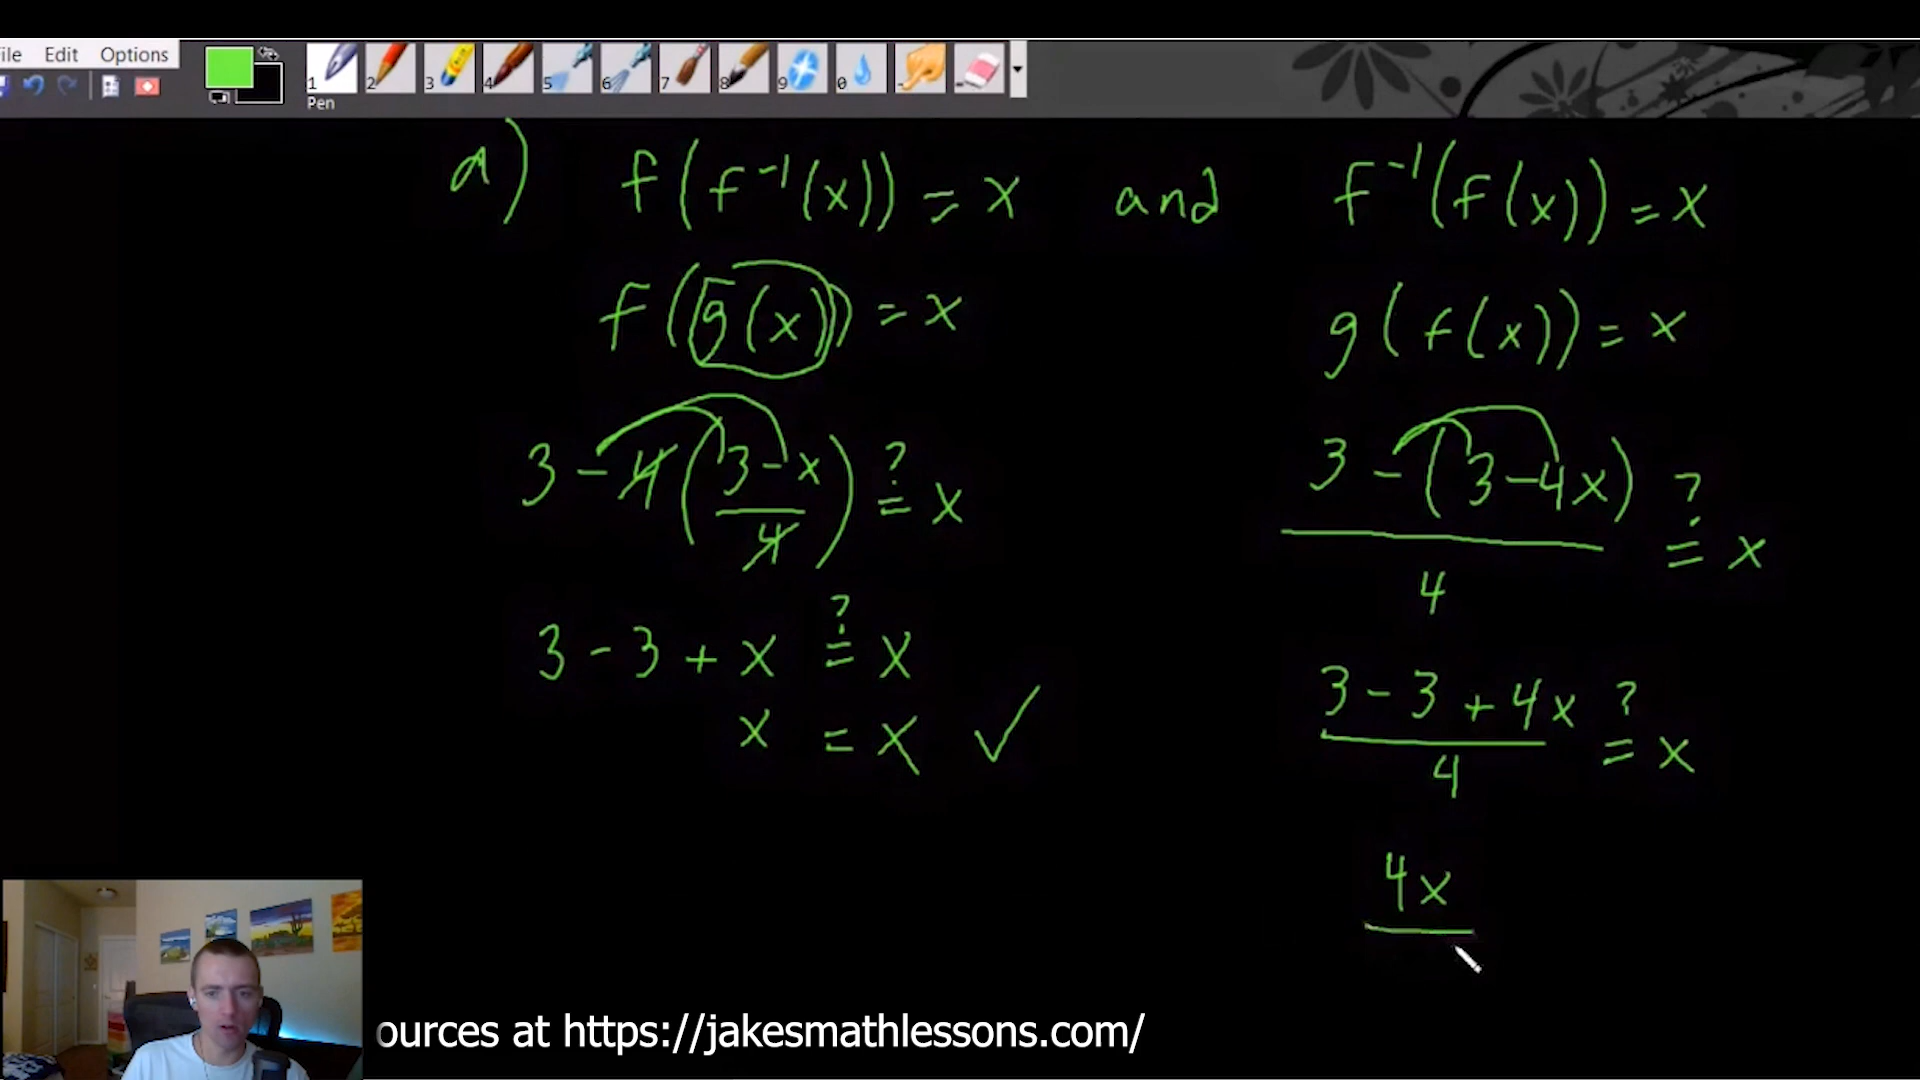 ile Edit Options
1 2 3 4 5 6 7 8 9 0
Pen
a) f(f⁻¹(x)) = x and f⁻¹(f(x)) = x
f(g(x)) = x g(f(x)) = x
3 - 4((3 - x)/4) ?= x (3 - (3 - 4x))/4 ?= x
3 - 3 + x ?= x (3 - 3 + 4x)/4 ?= x
x = x ✓
4x
ources at https://jakesmathlessons.com/